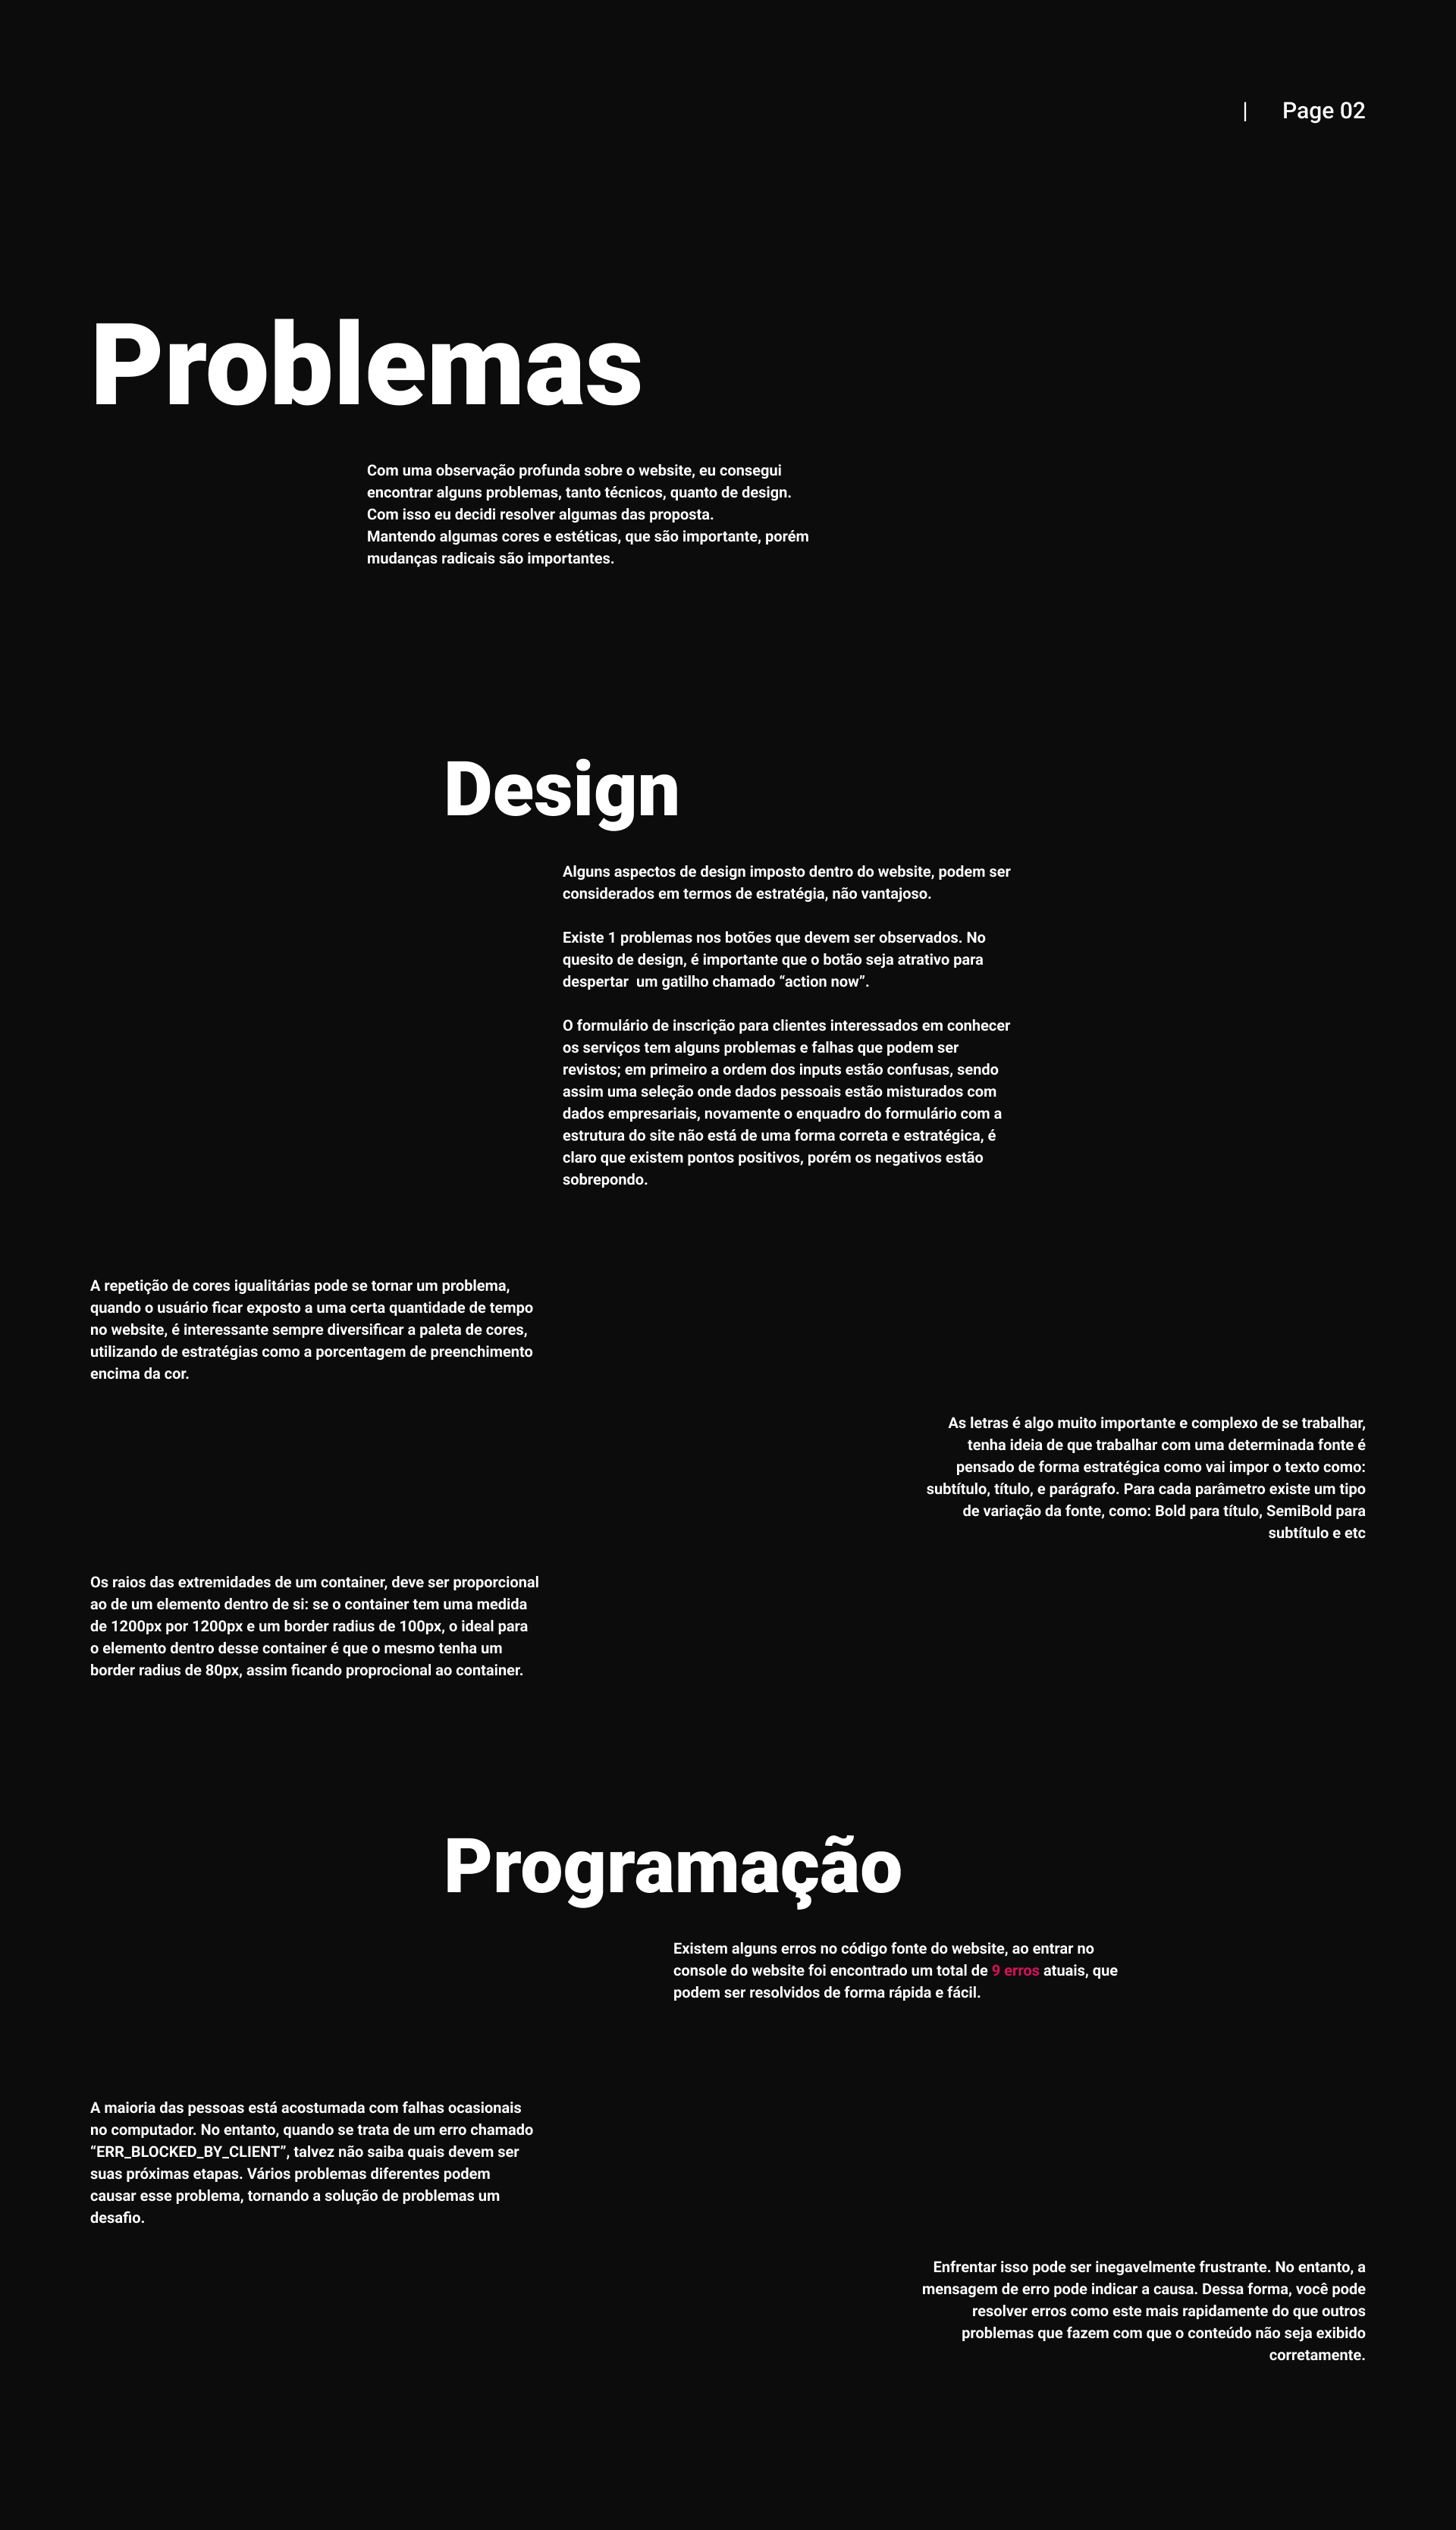 | Page 02
Problemas
Com uma observação profunda sobre o website, eu consegui
encontrar alguns problemas, tanto técnicos, quanto de design.
Com isso eu decidi resolver algumas das proposta.
Mantendo algumas cores e estéticas, que são importante, porém
mudanças radicais são importantes.
Design
Alguns aspectos de design imposto dentro do website, podem ser
considerados em termos de estratégia, não vantajoso.
Existe 1 problemas nos botões que devem ser observados. No
quesito de design, é importante que o botão seja atrativo para
despertar  um gatilho chamado “action now”.
O formulário de inscrição para clientes interessados em conhecer
os serviços tem alguns problemas e falhas que podem ser
revistos; em primeiro a ordem dos inputs estão confusas, sendo
assim uma seleção onde dados pessoais estão misturados com
dados empresariais, novamente o enquadro do formulário com a
estrutura do site não está de uma forma correta e estratégica, é
claro que existem pontos positivos, porém os negativos estão
sobrepondo.
A repetição de cores igualitárias pode se tornar um problema,
quando o usuário ficar exposto a uma certa quantidade de tempo
no website, é interessante sempre diversificar a paleta de cores,
utilizando de estratégias como a porcentagem de preenchimento
encima da cor.
As letras é algo muito importante e complexo de se trabalhar,
tenha ideia de que trabalhar com uma determinada fonte é
pensado de forma estratégica como vai impor o texto como:
subtítulo, título, e parágrafo. Para cada parâmetro existe um tipo
de variação da fonte, como: Bold para título, SemiBold para
subtítulo e etc
Os raios das extremidades de um container, deve ser proporcional
ao de um elemento dentro de si: se o container tem uma medida
de 1200px por 1200px e um border radius de 100px, o ideal para
o elemento dentro desse container é que o mesmo tenha um
border radius de 80px, assim ficando proprocional ao container.
Programação
Existem alguns erros no código fonte do website, ao entrar no
console do website foi encontrado um total de 9 erros atuais, que
podem ser resolvidos de forma rápida e fácil.
A maioria das pessoas está acostumada com falhas ocasionais
no computador. No entanto, quando se trata de um erro chamado
“ERR_BLOCKED_BY_CLIENT”, talvez não saiba quais devem ser
suas próximas etapas. Vários problemas diferentes podem
causar esse problema, tornando a solução de problemas um
desafio.
Enfrentar isso pode ser inegavelmente frustrante. No entanto, a
mensagem de erro pode indicar a causa. Dessa forma, você pode
resolver erros como este mais rapidamente do que outros
problemas que fazem com que o conteúdo não seja exibido
corretamente.